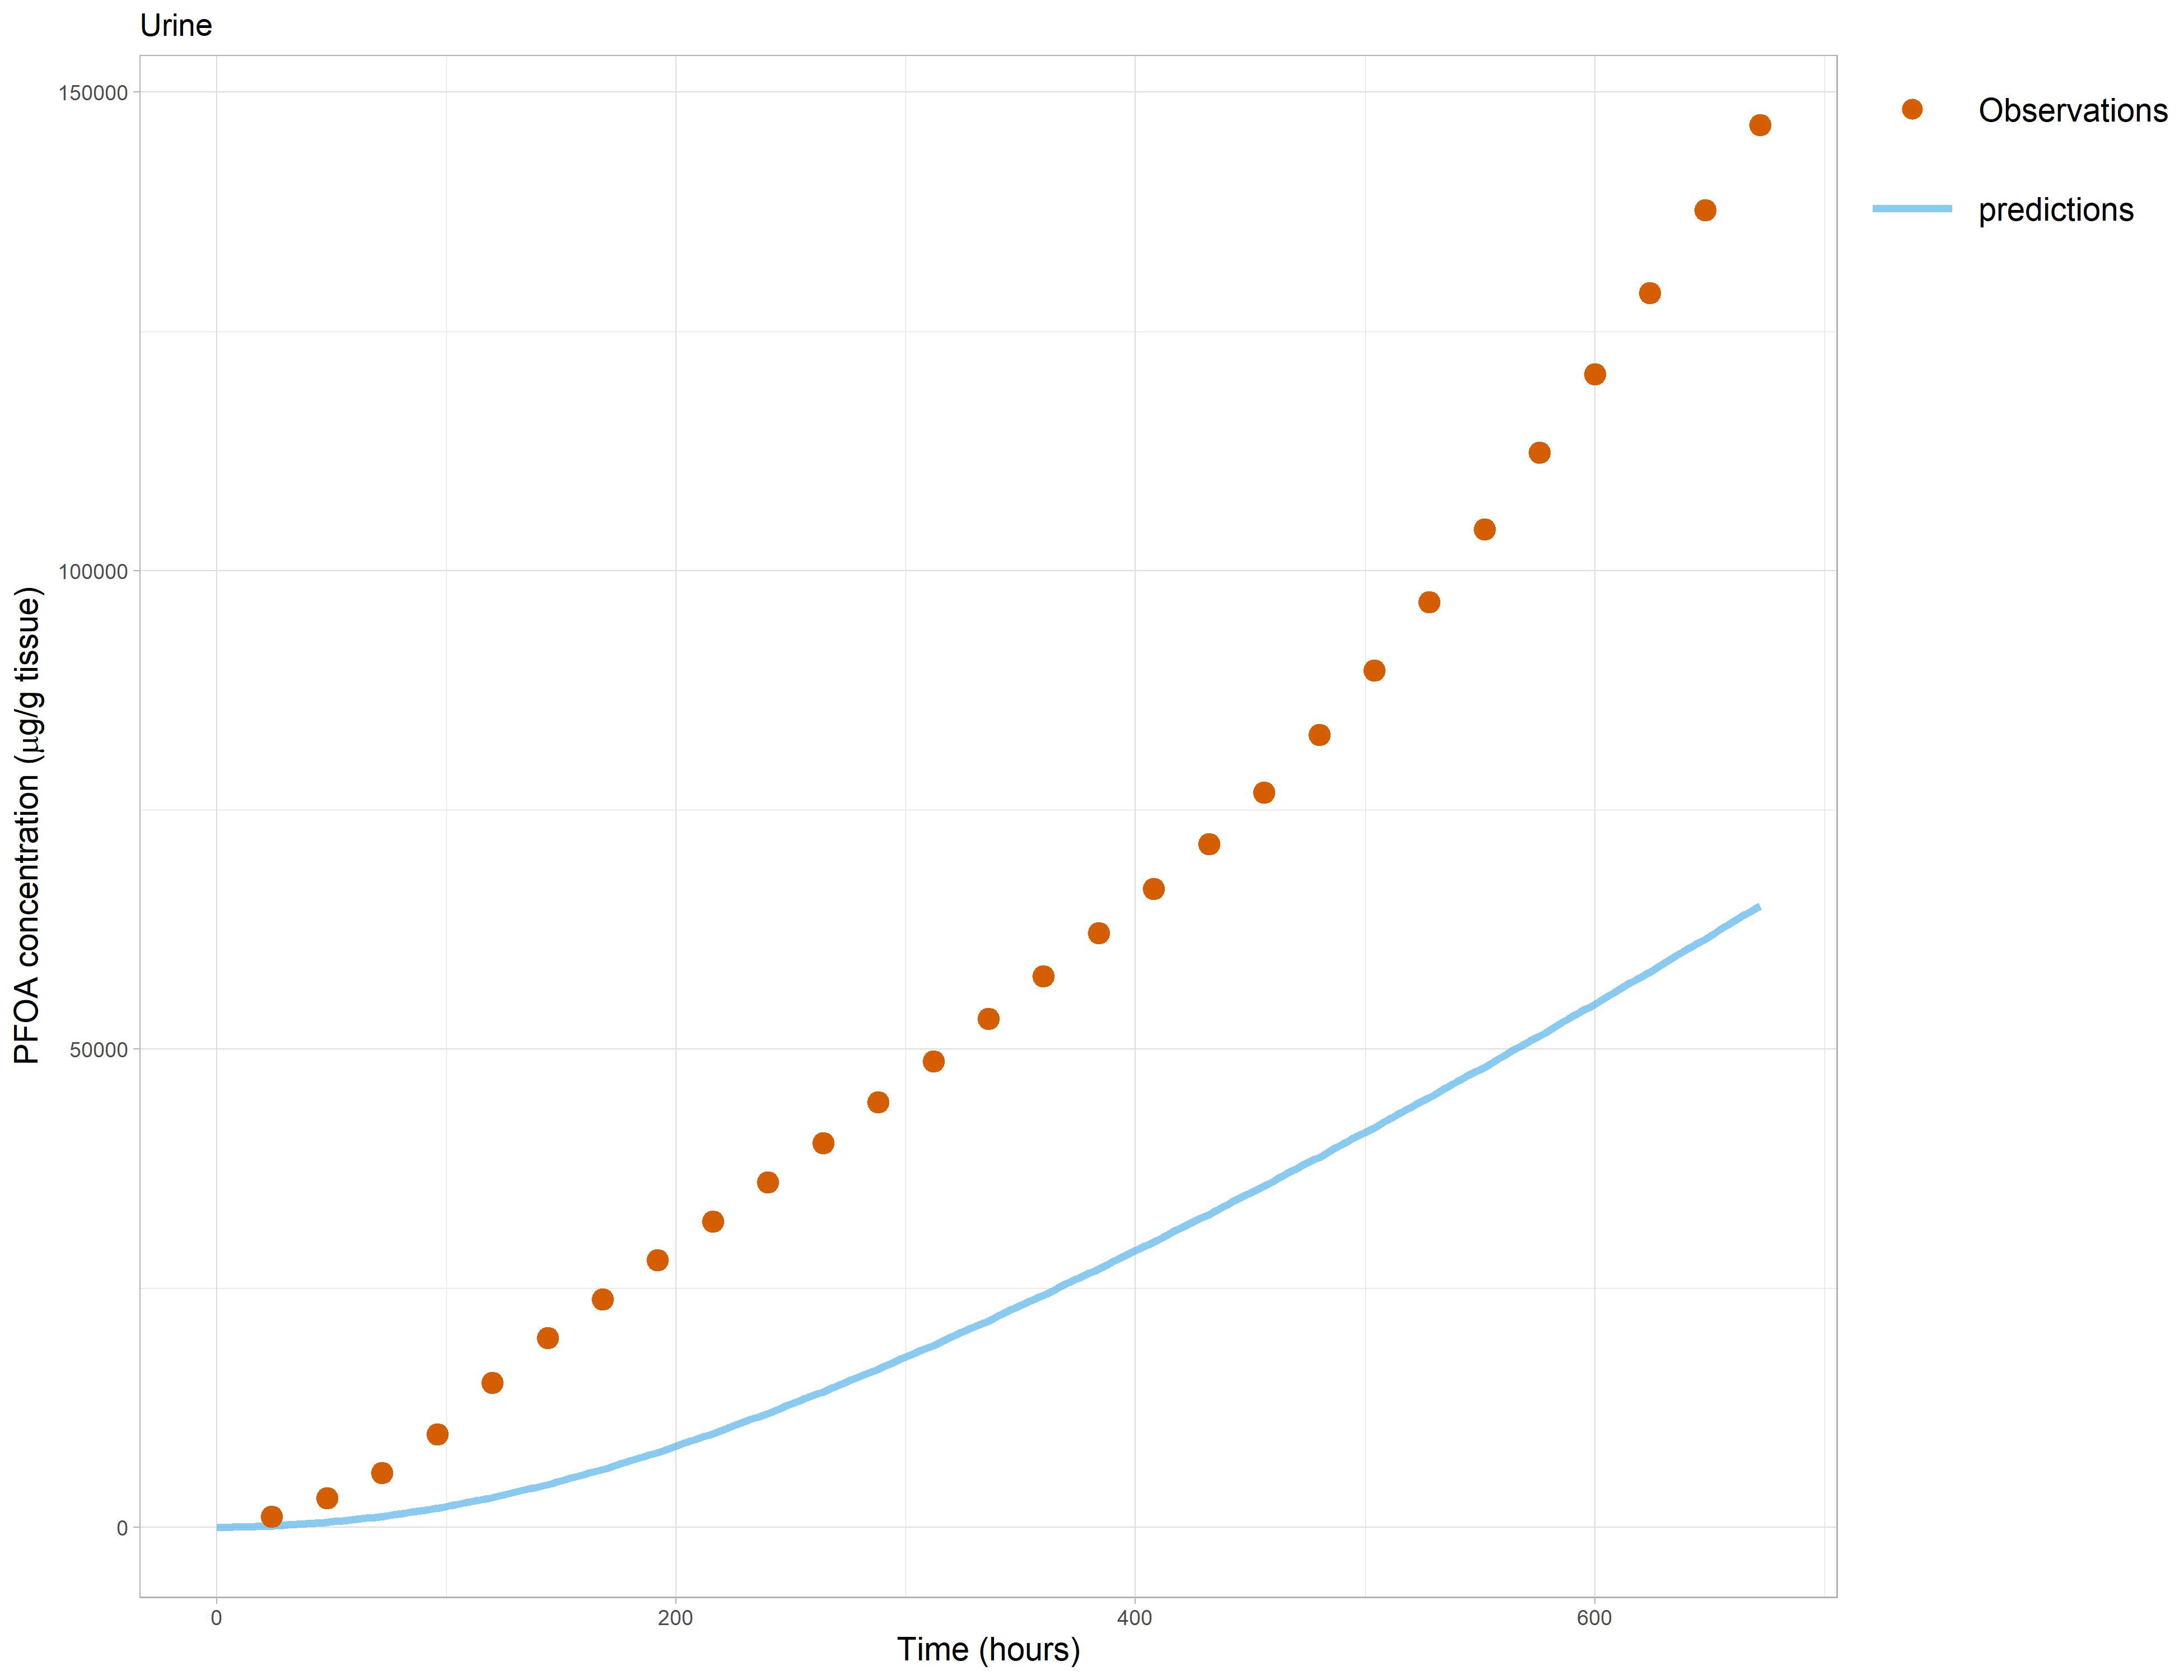 Urine
PFOA concentration (μg/g tissue)
150000
100000
50000
0
0
200
400
600
Time (hours)
Observations
predictions